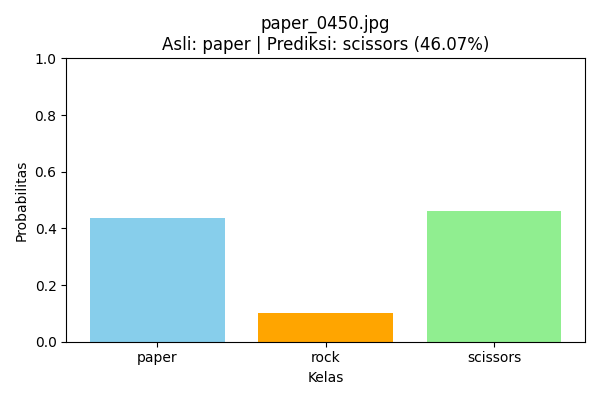 paper_0450.jpg
Asli: paper | Prediksi: scissors (46.07%)
1.0
0.8
0.6
0.4
0.2
0.0
Probabilitas
paper rock scissors
Kelas